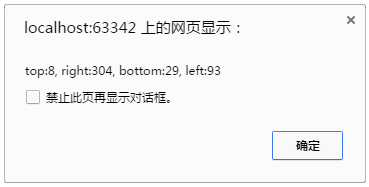 localhost:63342 上的网页显示：
top:8, right:304, bottom:29, left:93
禁止此页再显示对话框。
确定